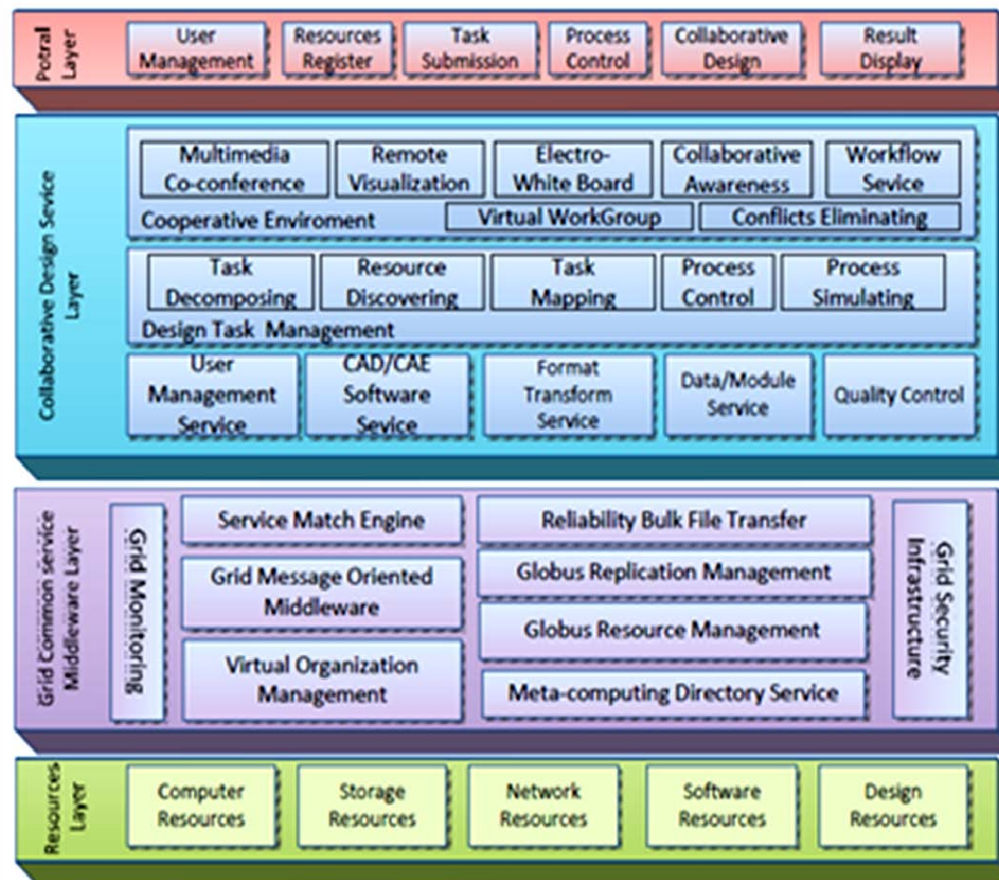 Potral
Layer
User
Management
Resources
Register
Task
Submission
Process
Control
Collaborative
Design
Result
Display
Collaborative Design Sevice
Layer
Multimedia
Co-conference
Remote
Visualization
Electro-
White Board
Collaborative
Awareness
Workflow
Sevice
Cooperative Enviroment
Virtual WorkGroup
Conflicts Eliminating
Task
Decomposing
Resource
Discovering
Task
Mapping
Process
Control
Process
Simulating
Design Task Management
User
Management
Service
CAD/CAE
Software
Sevice
Format
Transform
Service
Data/Module
Service
Quality Control
Grid Common service
Middleware Layer
Grid Monitoring
Service Match Engine
Grid Message Oriented
Middleware
Virtual Organization
Management
Reliability Bulk File Transfer
Globus Replication Management
Globus Resource Management
Meta-computing Directory Service
Grid Security
Infrastructure
Resources
Layer
Computer
Resources
Storage
Resources
Network
Resources
Software
Resources
Design
Resources